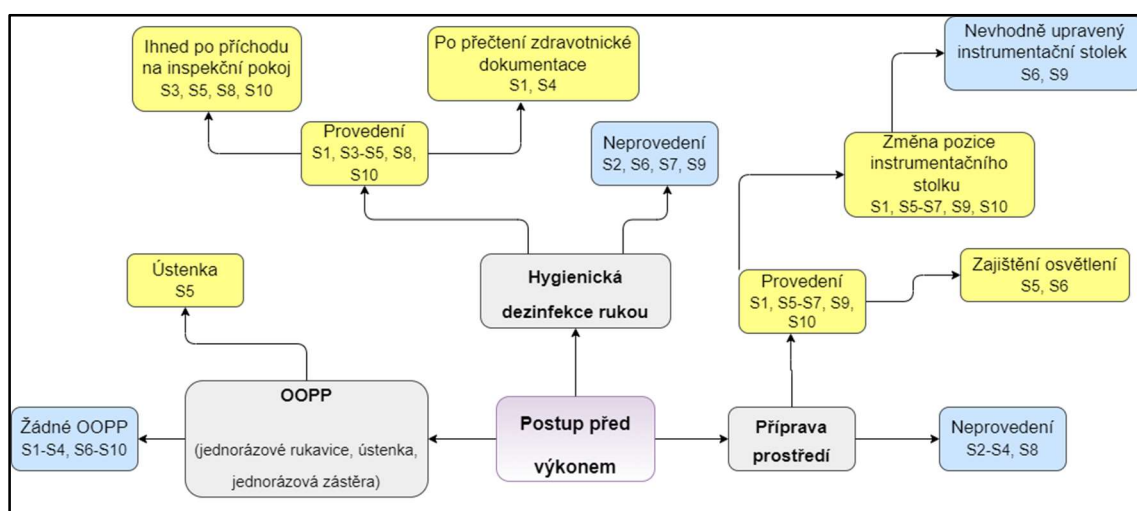 Ihned po příchodu
na inspekční pokoj
S3, S5, S8, S10
Po přečtení zdravotnické
dokumentace
S1, S4
Nevhodně upravený
instrumentační stolek
S6, S9
Provedení
S1, S3-S5, S8,
S10
Neprovedení
S2, S6, S7, S9
Změna pozice
instrumentačního
stolku
S1, S5-S7, S9, S10
Ústenka
S5
Hygienická
dezinfekce rukou
Provedení
S1, S5-S7, S9,
S10
Zajištění osvětlení
S5, S6
Žádné OOPP
S1-S4, S6-S10
OOPP
(jednorázové rukavice, ústenka,
jednorázová zástěra)
Postup před
výkonem
Příprava
prostředí
Neprovedení
S2-S4, S8